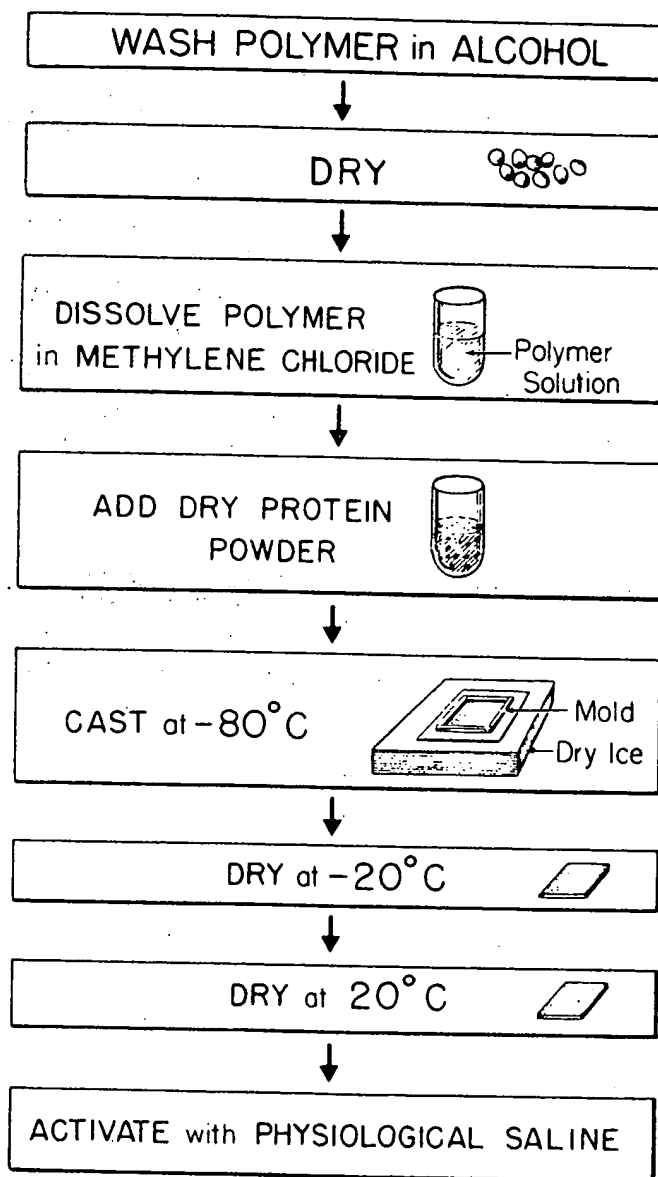 WASH POLYMER in ALCOHOL
DRY
DISSOLVE POLYMER
in METHYLENE CHLORIDE
Polymer
Solution
ADD DRY PROTEIN
POWDER
CAST at -80°C
Mold
Dry Ice
DRY at -20°C
DRY at 20°C
ACTIVATE with PHYSIOLOGICAL SALINE